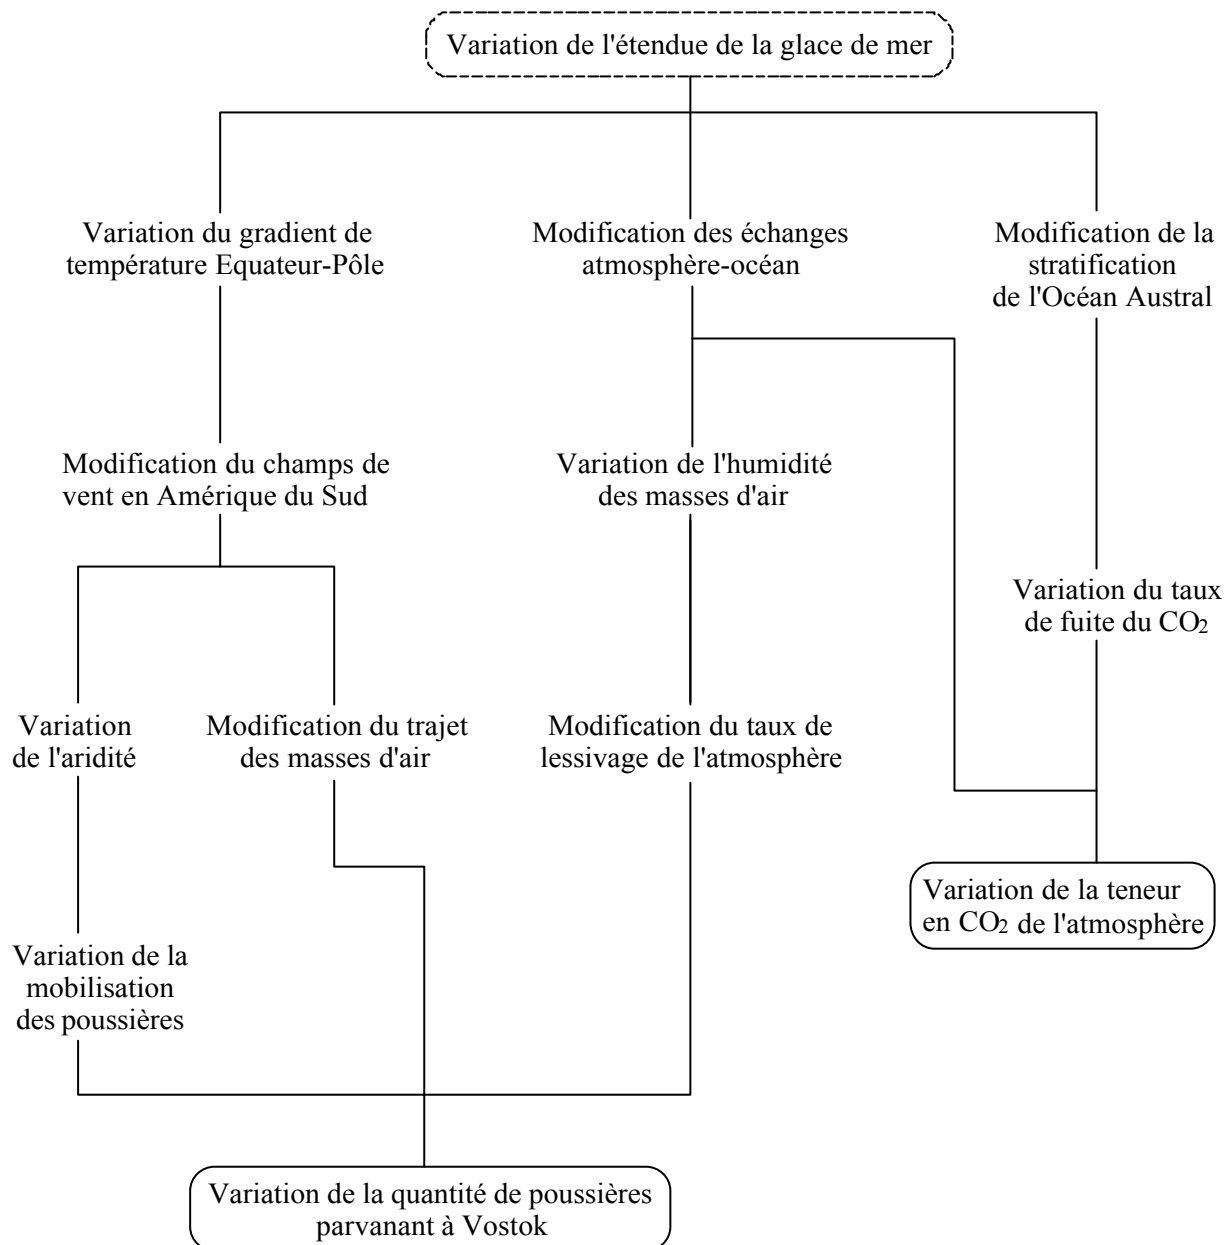 Variation de l'étendue de la glace de mer
Variation du gradient de
température Equateur-Pôle
Modification des échanges
atmosphère-océan
Modification de la
stratification
de l'Océan Austral
Modification du champs de
vent en Amérique du Sud
Variation de l'humidité
des masses d'air
Variation du taux
de fuite du CO2
Variation
de l'aridité
Modification du trajet
des masses d'air
Modification du taux de
lessivage de l'atmosphère
Variation de la teneur
en CO2 de l'atmosphère
Variation de la
mobilisation
des poussières
Variation de la quantité de poussières
parvanant à Vostok